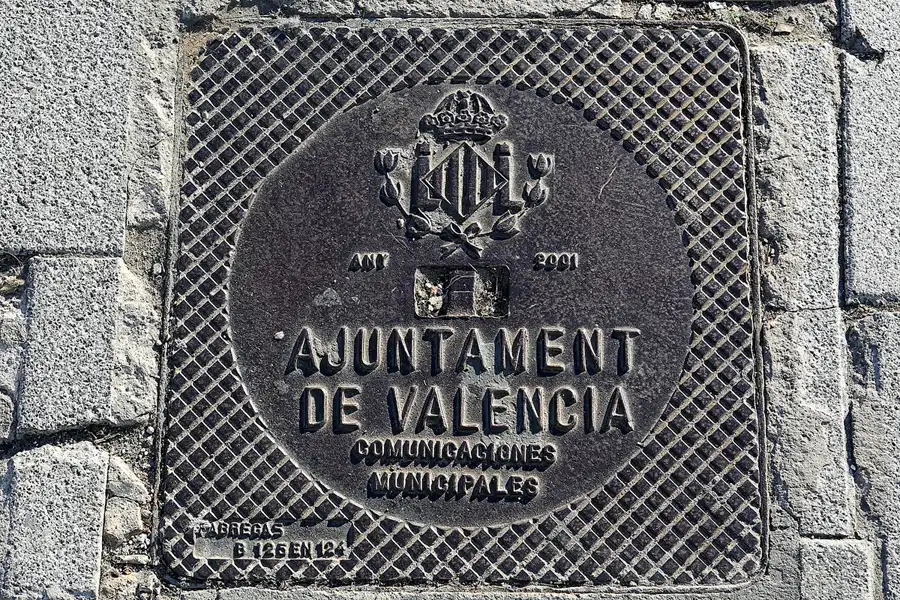 ANY 2001
AJUNTAMENT
DE VALENCIA
COMUNICACIONES
MUNICIPALES
FABREGAS
B 125 EN 124